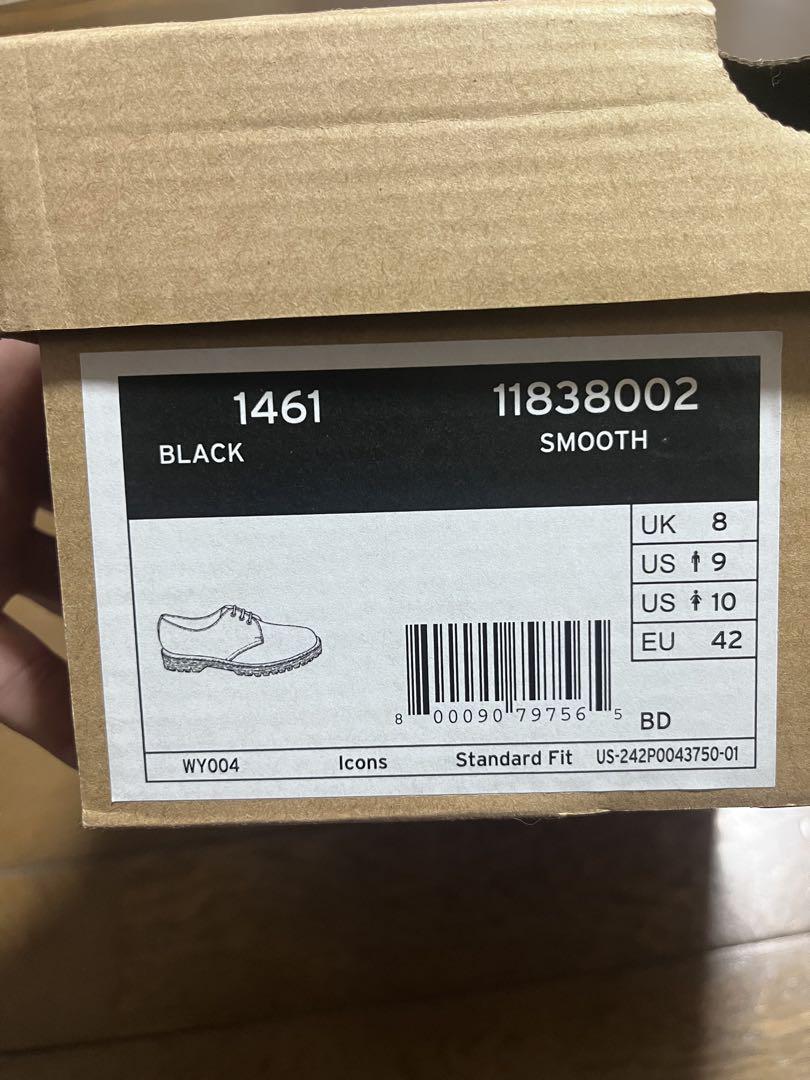 1461 11838002
BLACK SMOOTH
UK 8
US 9
US 10
EU 42
8 00090 79756 5 BD
WY004 Icons Standard Fit US-242P0043750-01